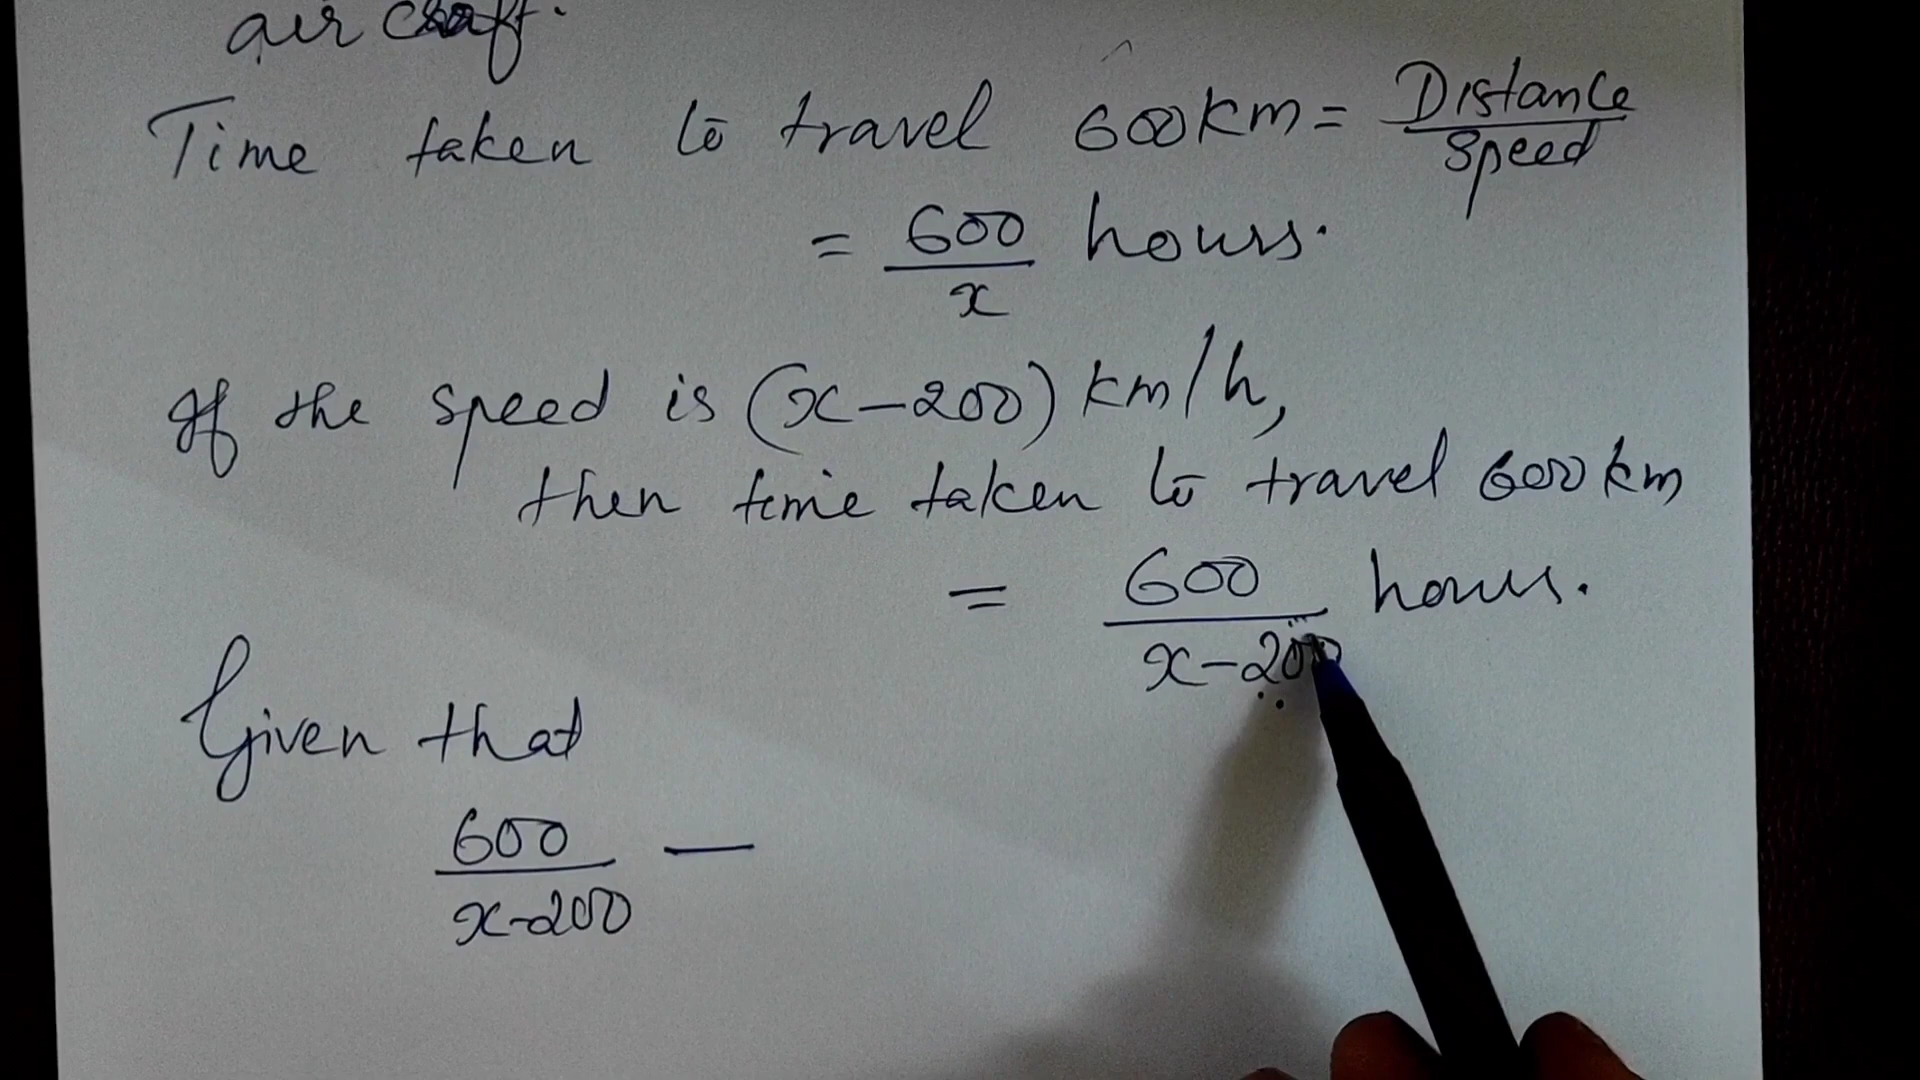 air craft.
Time taken to travel 600km = Distance / Speed
= 600 / x hours.
If the speed is (x-200) km/h,
then time taken to travel 600km
= 600 / x-200 hours.
Given that
600 / x-200 —